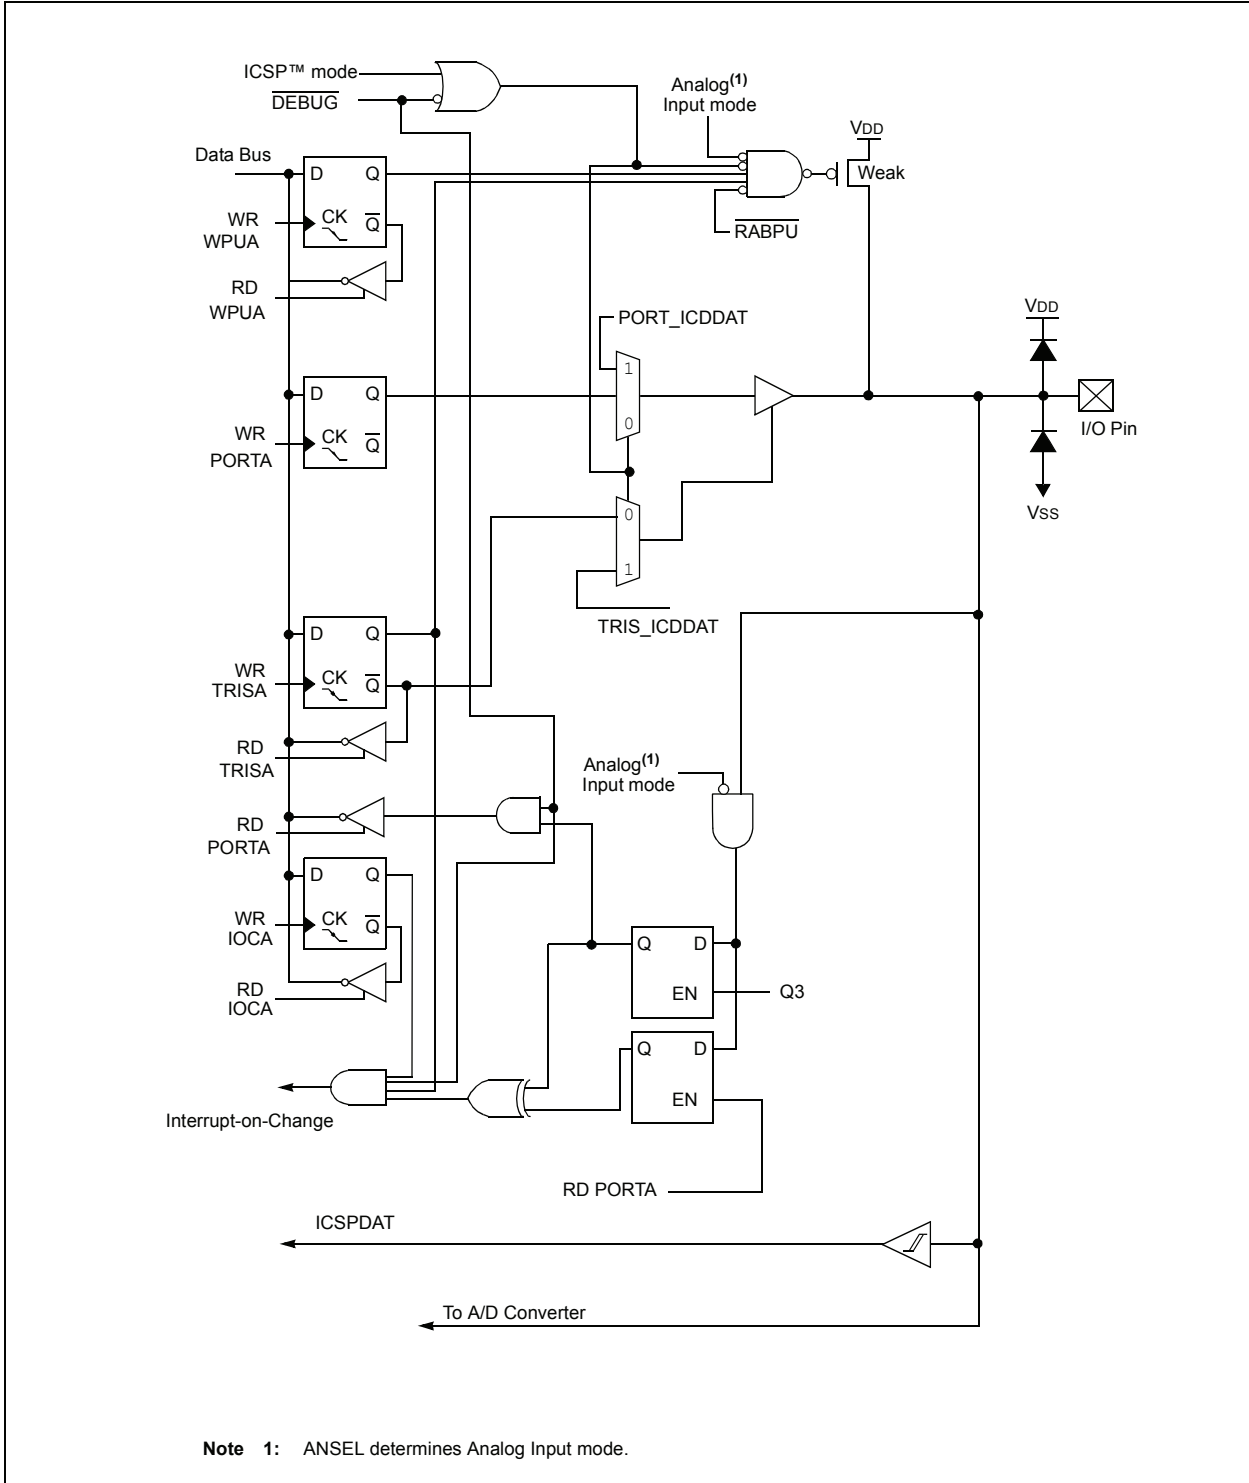 ICSP™ mode
DEBUG
Analog(1)
Input mode
VDD
Data Bus
D Q
Weak
WR
WPUA
CK Q
RABPU
RD
WPUA
PORT_ICDDAT
VDD
1
D Q
0
WR
PORTA
CK Q
I/O Pin
0
VSS
1
TRIS_ICDDAT
D Q
WR
TRISA
CK Q
RD
TRISA
Analog(1)
Input mode
RD
PORTA
D Q
WR
IOCA
CK Q
Q D
RD
IOCA
EN
Q3
Q D
EN
Interrupt-on-Change
RD PORTA
ICSPDAT
To A/D Converter
Note 1: ANSEL determines Analog Input mode.